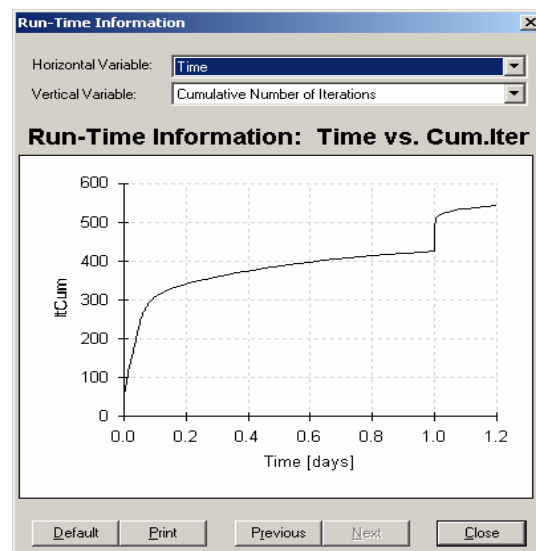 Run-Time Information
Horizontal Variable: Time
Vertical Variable: Cumulative Number of Iterations
Run-Time Information: Time vs. Cum.Iter
600
500
400
300
200
100
0
ItCum
0.0 0.2 0.4 0.6 0.8 1.0 1.2
Time [days]
Default Print Previous Next Close